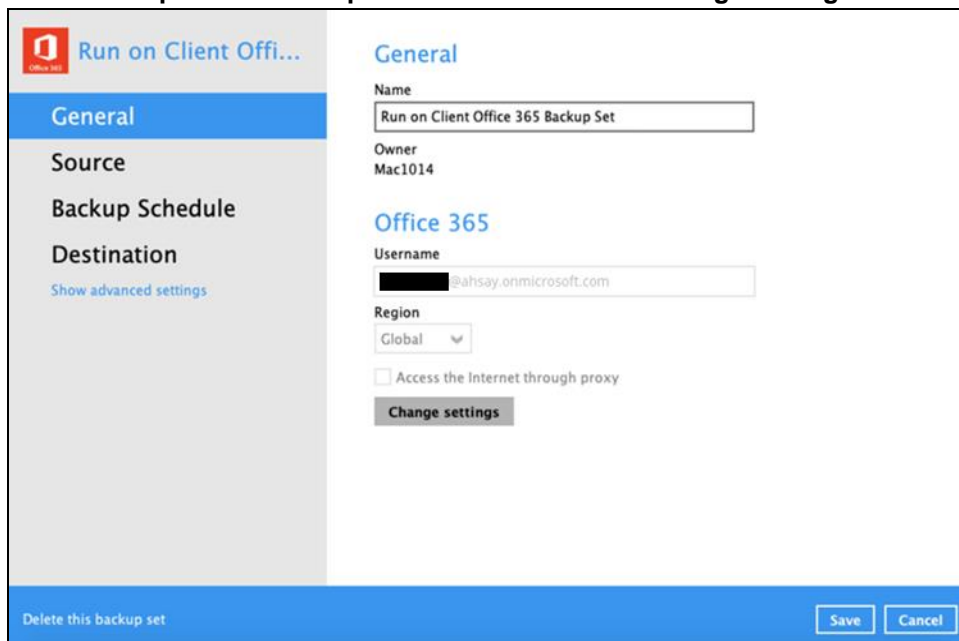 Office 365
Run on Client Offi...
General
Source
Backup Schedule
Destination
Show advanced settings
General
Name
Run on Client Office 365 Backup Set
Owner
Mac1014
Office 365
Username
@ahsay.onmicrosoft.com
Region
Global
Access the Internet through proxy
Change settings
Delete this backup set
Save
Cancel